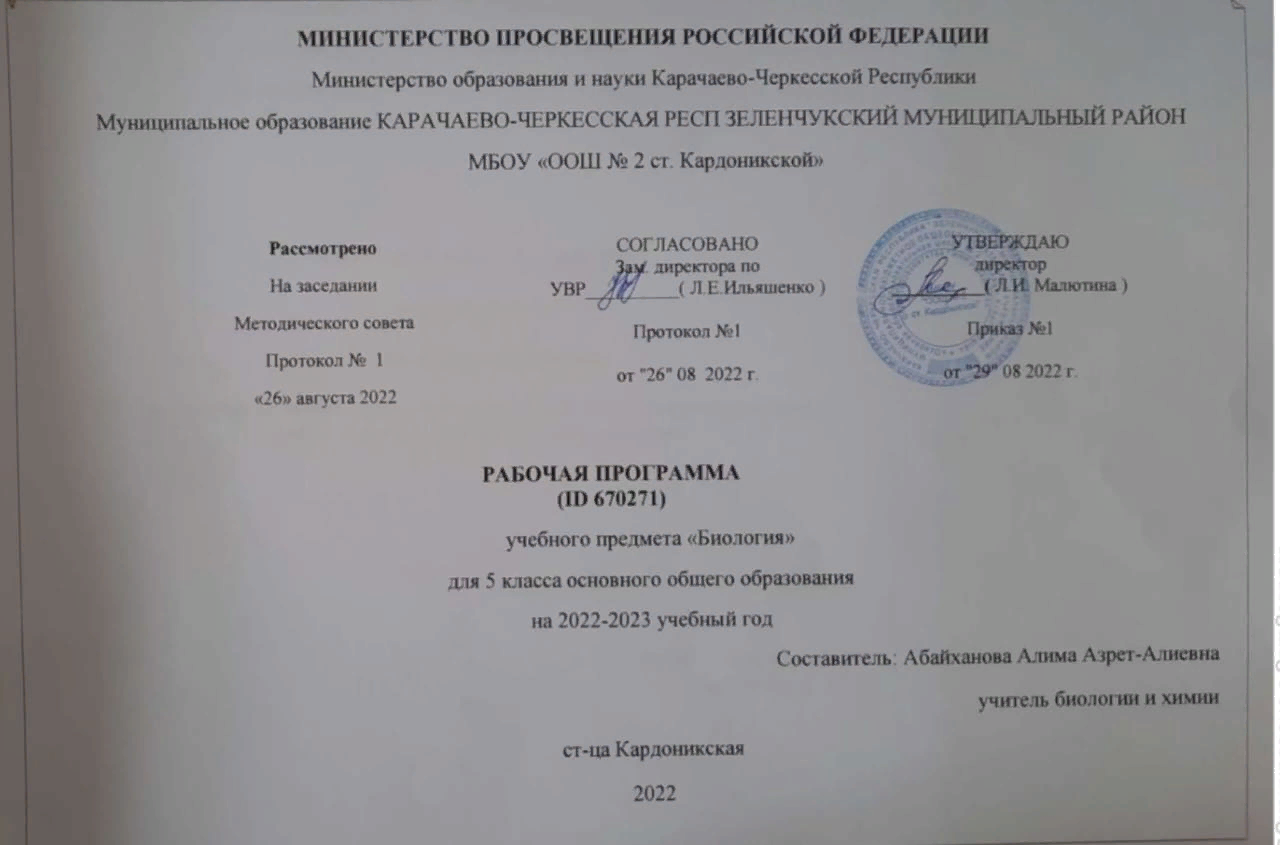 МИНИСТЕРСТВО ПРОСВЕЩЕНИЯ РОССИЙСКОЙ ФЕДЕРАЦИИ
Министерство образования и науки Карачаево-Черкесской Республики
Муниципальное образование КАРАЧАЕВО-ЧЕРКЕССКАЯ РЕСП ЗЕЛЕНЧУКСКИЙ МУНИЦИПАЛЬНЫЙ РАЙОН
МБОУ «ООШ № 2 ст. Кардоникской»
Рассмотрено
На заседании
Методического совета
Протокол № 1
«26» августа 2022
СОГЛАСОВАНО
Зам. директора по
УВР__________( Л.Е.Ильяшенко )
Протокол №1
от "26" 08 2022 г.
УТВЕРЖДАЮ
директор
__________( Л.И. Малютина )
Приказ №1
от "29" 08 2022 г.
РАБОЧАЯ ПРОГРАММА
(ID 670271)
учебного предмета «Биология»
для 5 класса основного общего образования
на 2022-2023 учебный год
Составитель: Абайханова Алима Азрет-Алиевна
учитель биологии и химии
ст-ца Кардоникская
2022